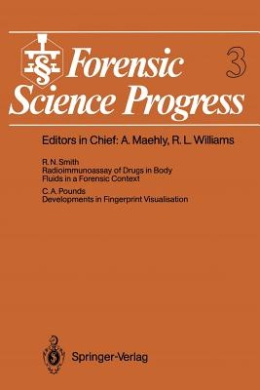 Forensic 3
Science Progress
Editors in Chief: A. Maehly, R. L. Williams
R. N. Smith
Radioimmunoassay of Drugs in Body
Fluids in a Forensic Context
C. A. Pounds
Developments in Fingerprint Visualisation
Springer-Verlag